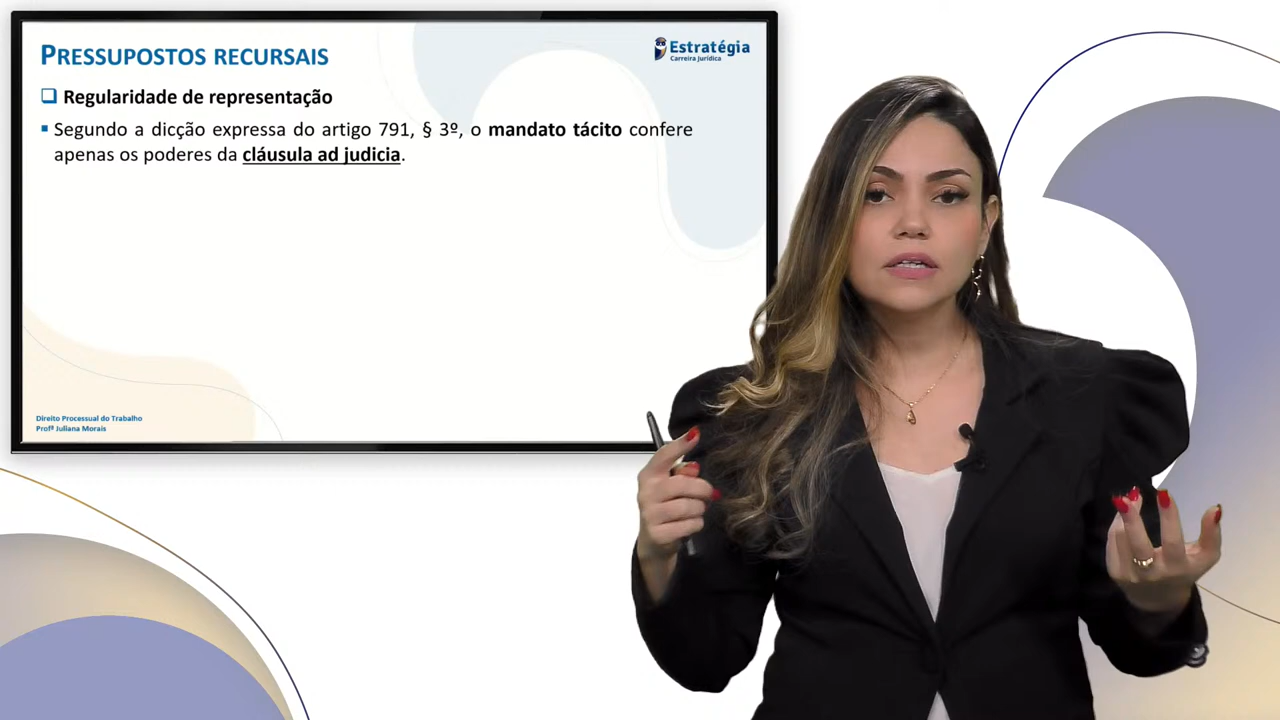 PRESSUPOSTOS RECURSAIS
Estratégia
Carreira Jurídica
Regularidade de representação
Segundo a dicção expressa do artigo 791, § 3º, o mandato tácito confere
apenas os poderes da cláusula ad judicia.
Direito Processual do Trabalho
Profª Juliana Morais